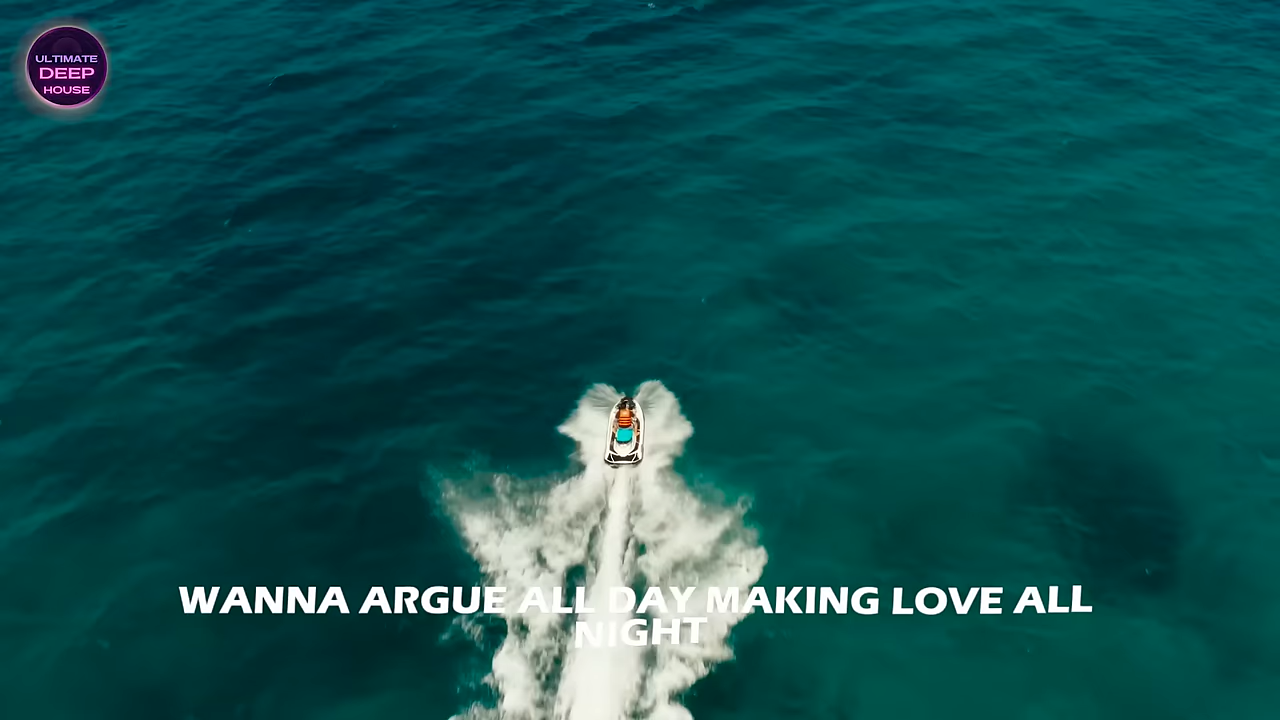 ULTIMATE
DEEP
HOUSE
WANNA ARGUE ALL DAY MAKING LOVE ALL
NIGHT